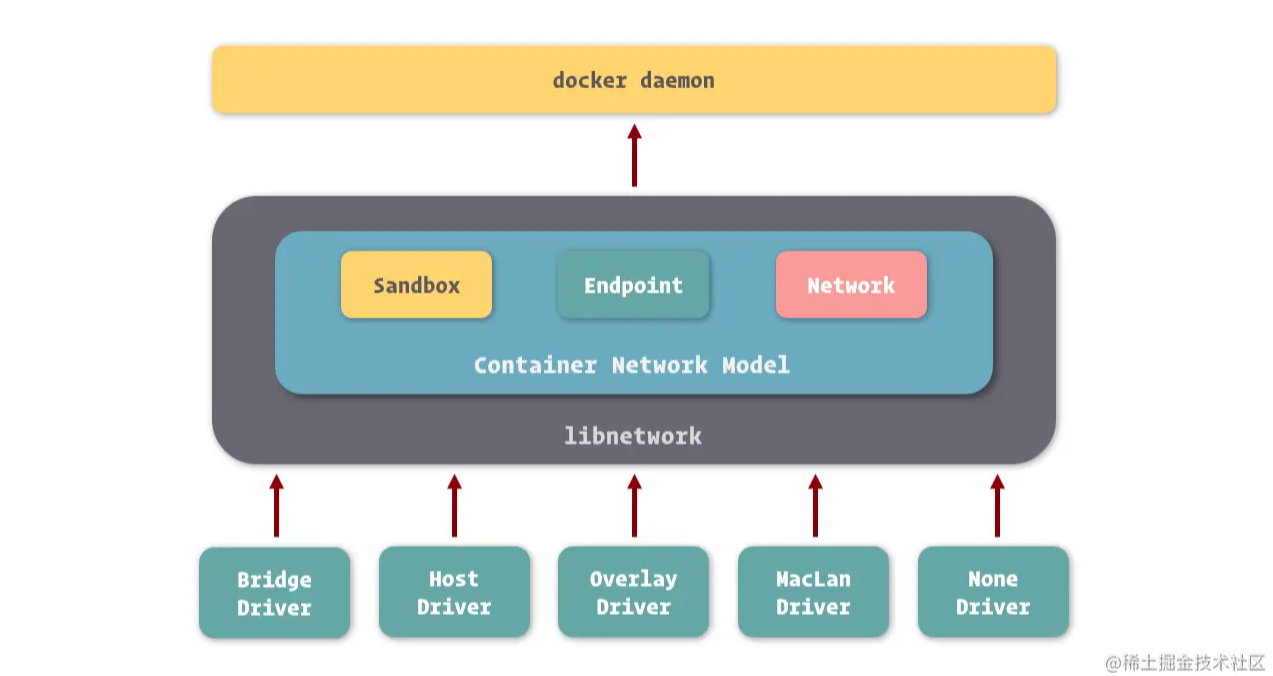 docker daemon
Sandbox
Endpoint
Network
Container Network Model
libnetwork
Bridge
Driver
Host
Driver
Overlay
Driver
MacLan
Driver
None
Driver
@稀土掘金技术社区